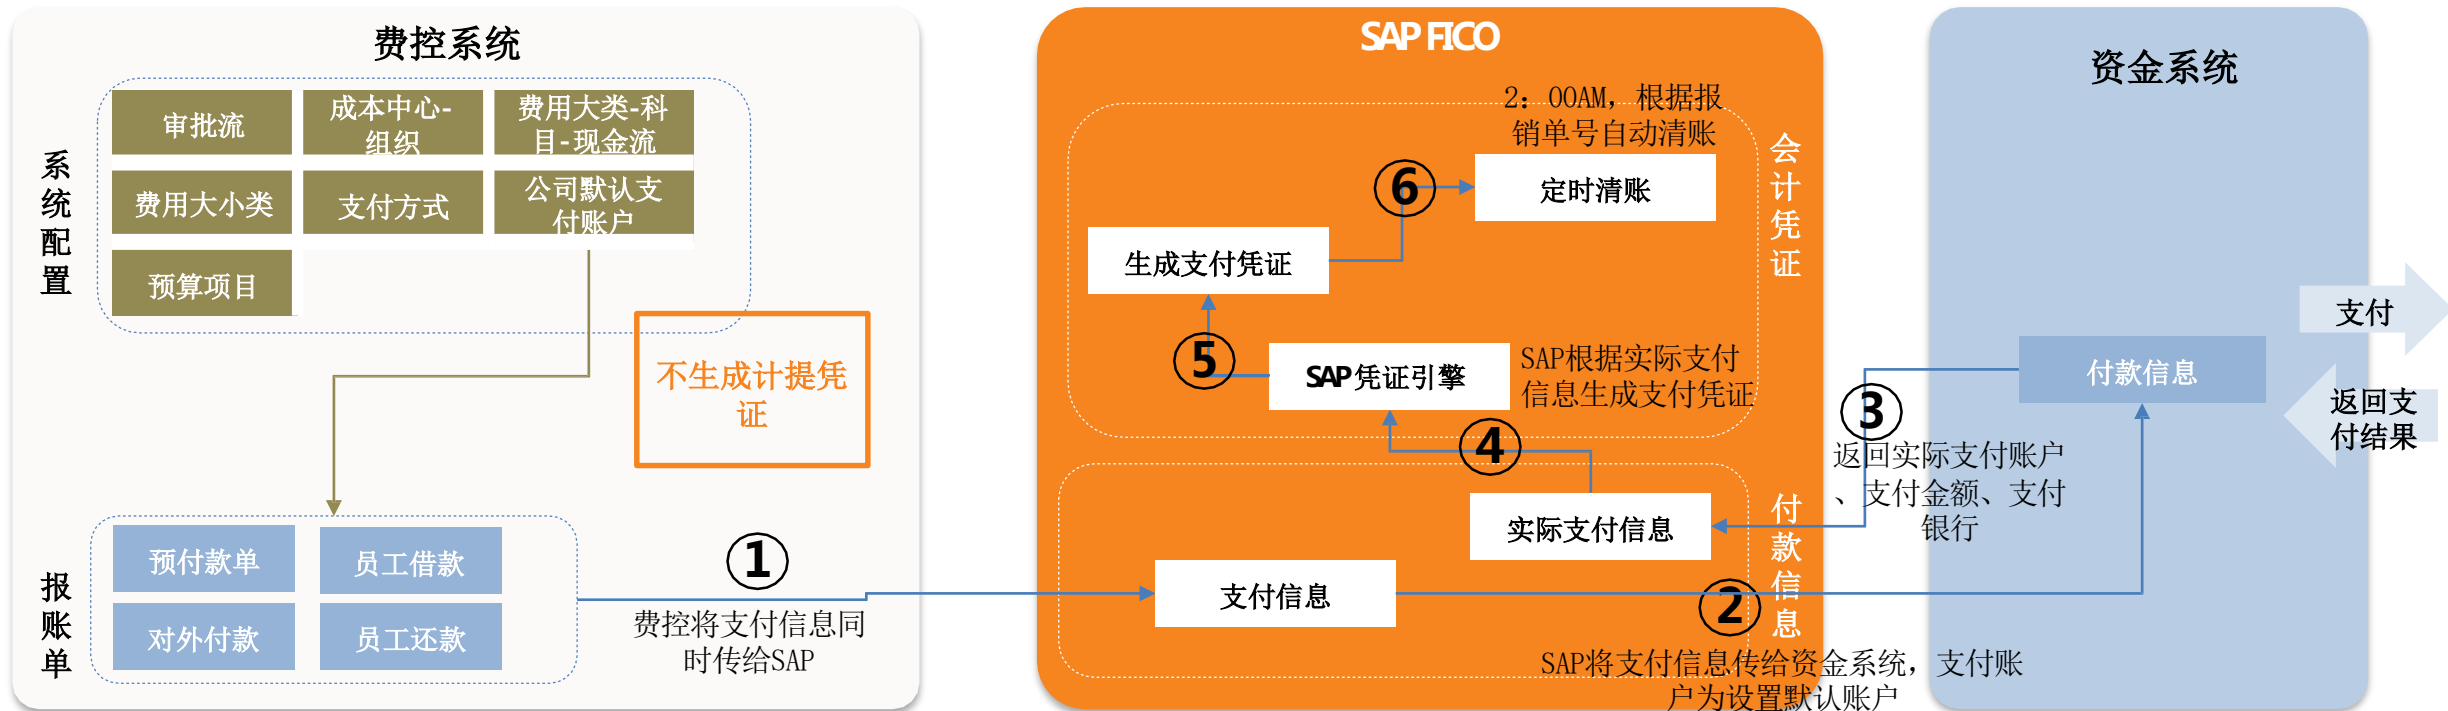 费控系统
系统配置
审批流
成本中心-
组织
费用大类-科
目-现金流
费用大小类
支付方式
公司默认支
付账户
预算项目
不生成计提凭
证
报账单
预付款单
员工借款
对外付款
员工还款
①
费控将支付信息同
时传给SAP
SAP FICO
2：00AM，根据报
销单号自动清账
会计凭证
⑥
定时清账
生成支付凭证
⑤
SAP凭证引擎
SAP根据实际支付
信息生成支付凭证
④
付款信息
实际支付信息
支付信息
②
SAP将支付信息传给资金系统，支付账
户为设置默认账户
资金系统
付款信息
③
返回实际支付账户
、支付金额、支付
银行
支付
返回支
付结果